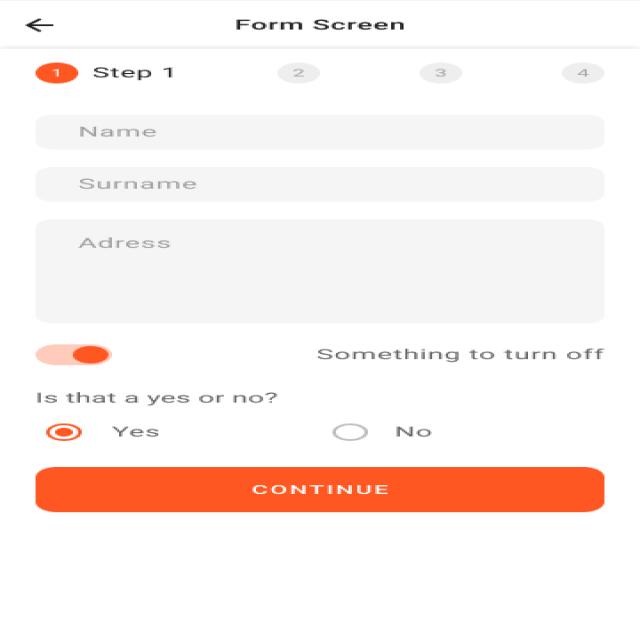 Form Screen
1 Step 1 2 3 4
Name
Surname
Adress
Something to turn off
Is that a yes or no?
Yes No
CONTINUE